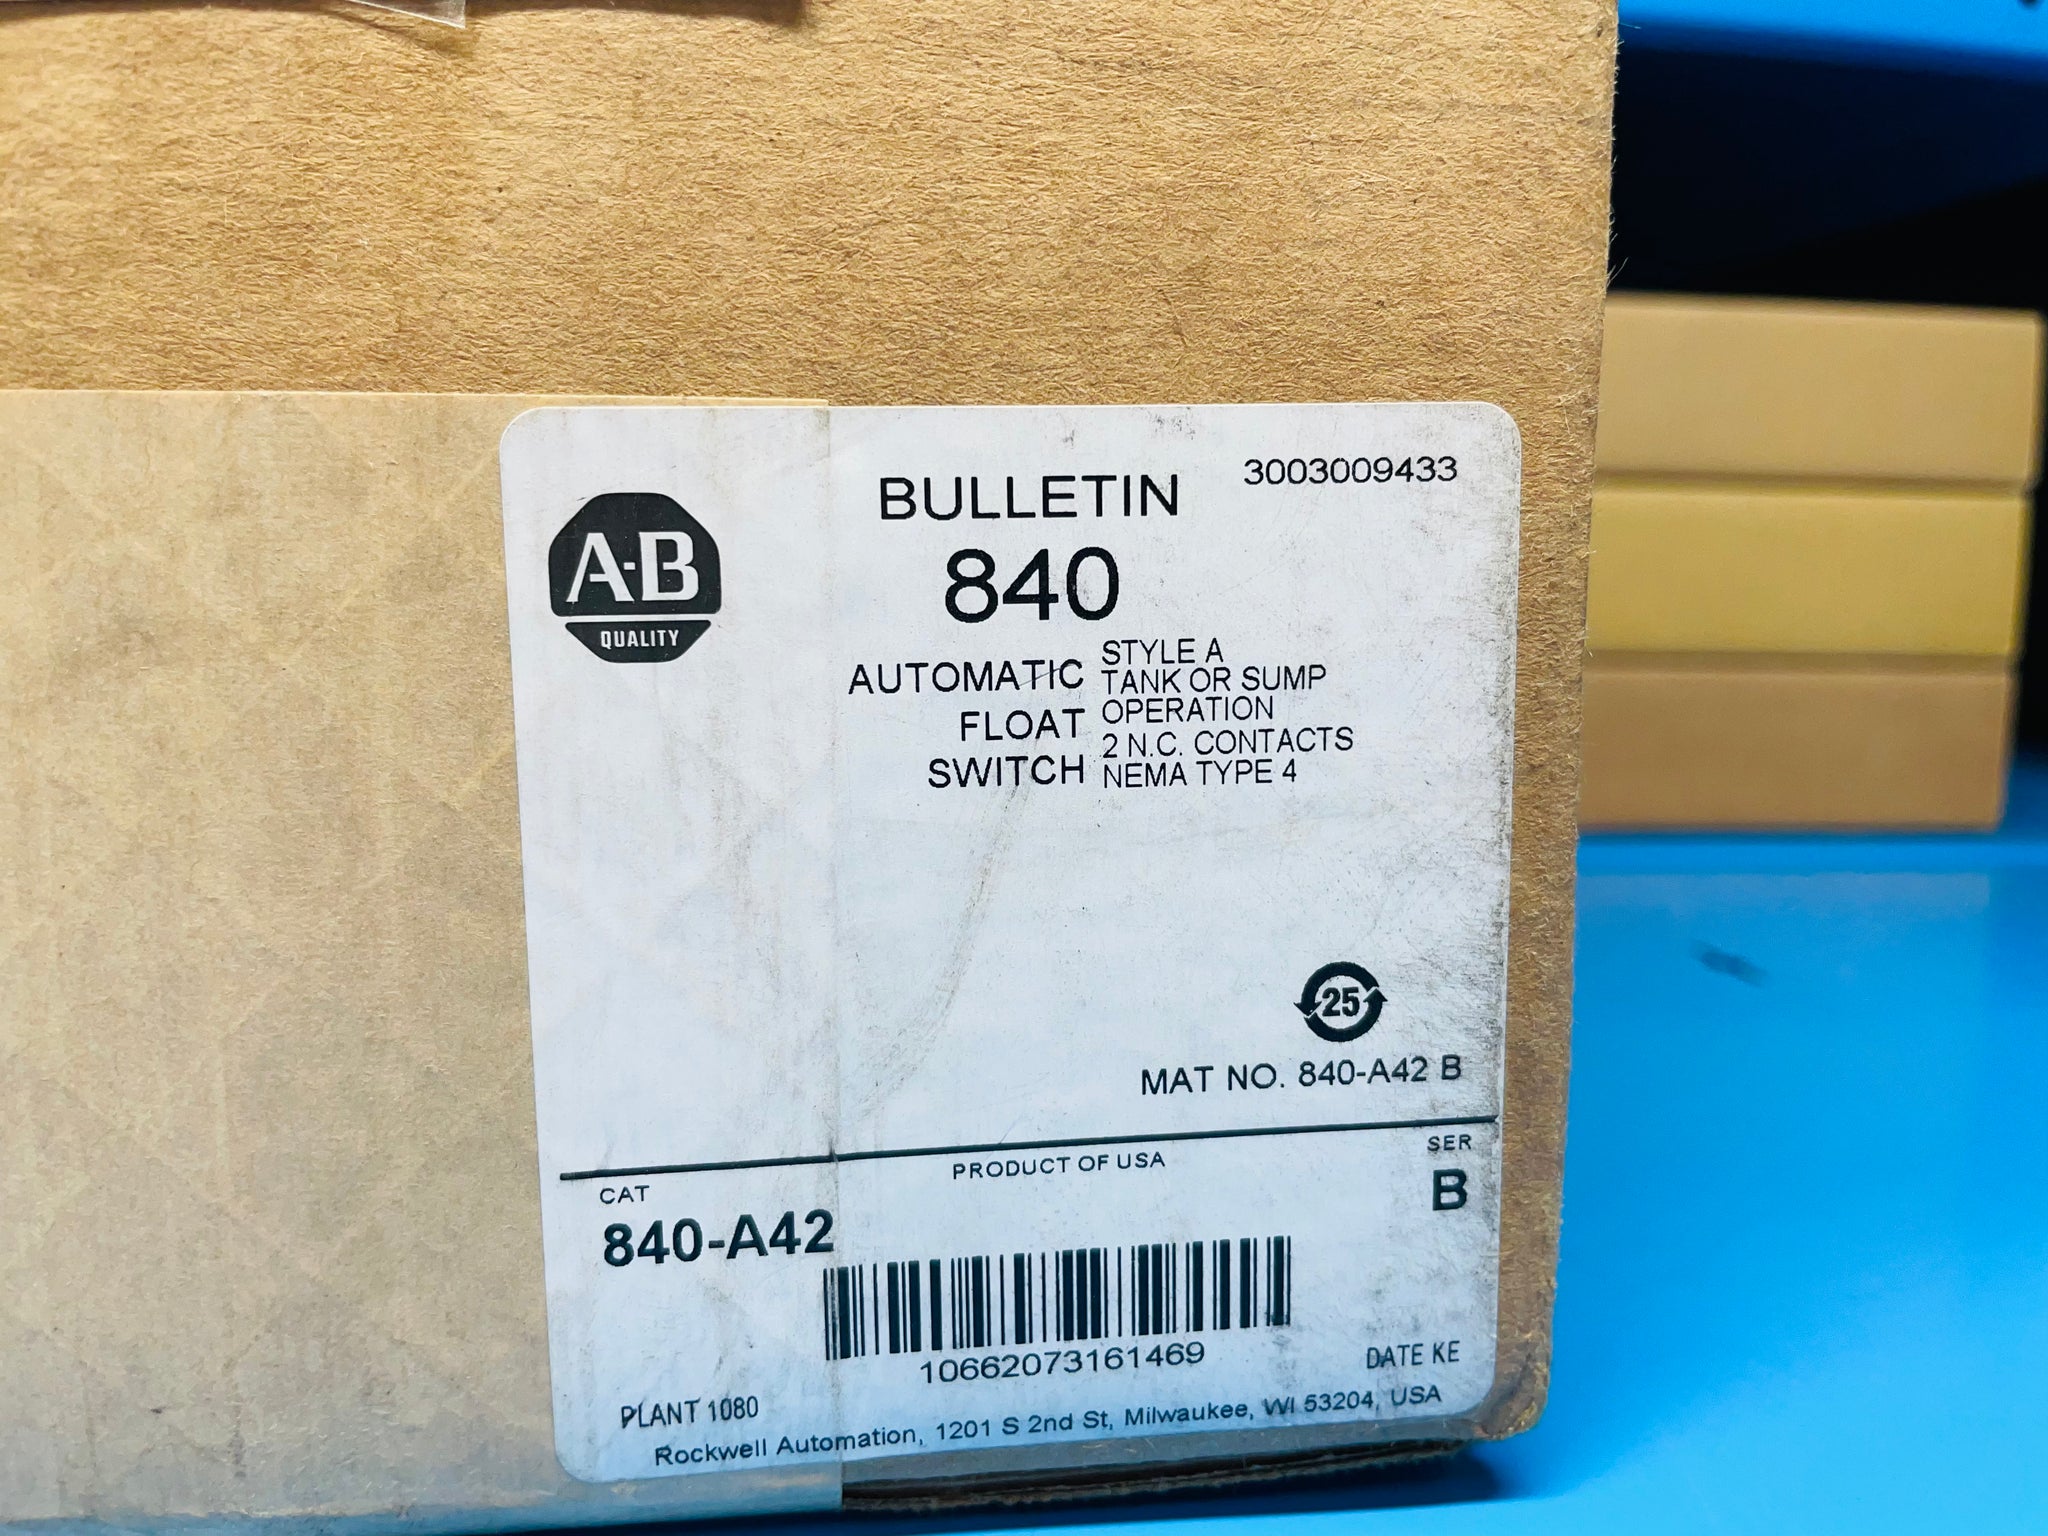 3003009433
BULLETIN
840
A-B
QUALITY
AUTOMATIC
FLOAT
SWITCH
STYLE A
TANK OR SUMP
OPERATION
2 N.C. CONTACTS
NEMA TYPE 4
25
MAT NO. 840-A42 B
PRODUCT OF USA
SER
B
CAT
840-A42
10662073161469
DATE KE
PLANT 1080
Rockwell Automation, 1201 S 2nd St, Milwaukee, WI 53204, USA